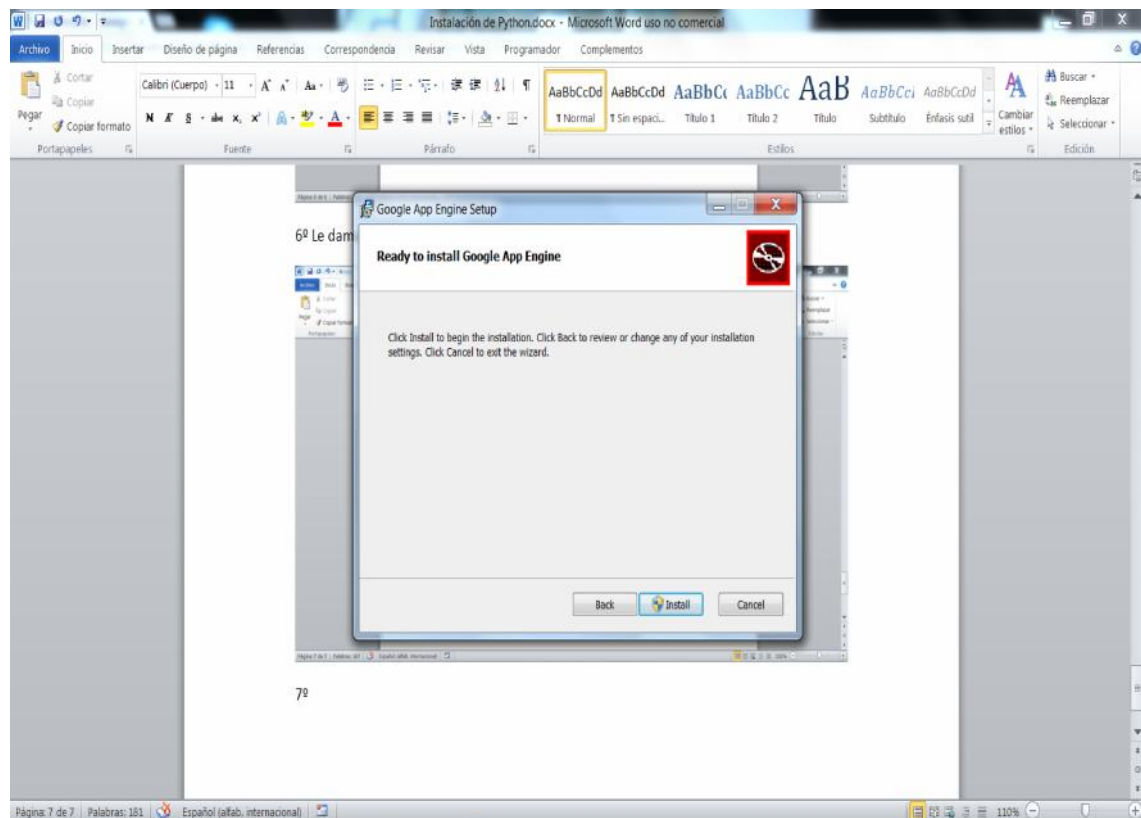 Instalación de Python.docx - Microsoft Word uso no comercial
Archivo Inicio Insertar Diseño de página Referencias Correspondencia Revisar Vista Programador Complementos
Pegar
Cortar
Copiar
Copiar formato
Portapapeles
Calibri (Cuerpo) 11
N K S abc x, x²
Fuente
Párrafo
AaBbCcDd AaBbCcDd AaBbCc AaBbCc AaB AaBbCci AaBbCcDd
¶ Normal ¶ Sin espaci... Título 1 Título 2 Título Subtítulo Énfasis sutil
Estilos
Cambiar estilos
Buscar
Reemplazar
Seleccionar
Edición
6º Le dam
Google App Engine Setup
Ready to install Google App Engine
Click Install to begin the installation. Click Back to review or change any of your installation
settings. Click Cancel to exit the wizard.
Back Install Cancel
7º
Página: 7 de 7 Palabras: 181 Español (alfab. internacional) 110%